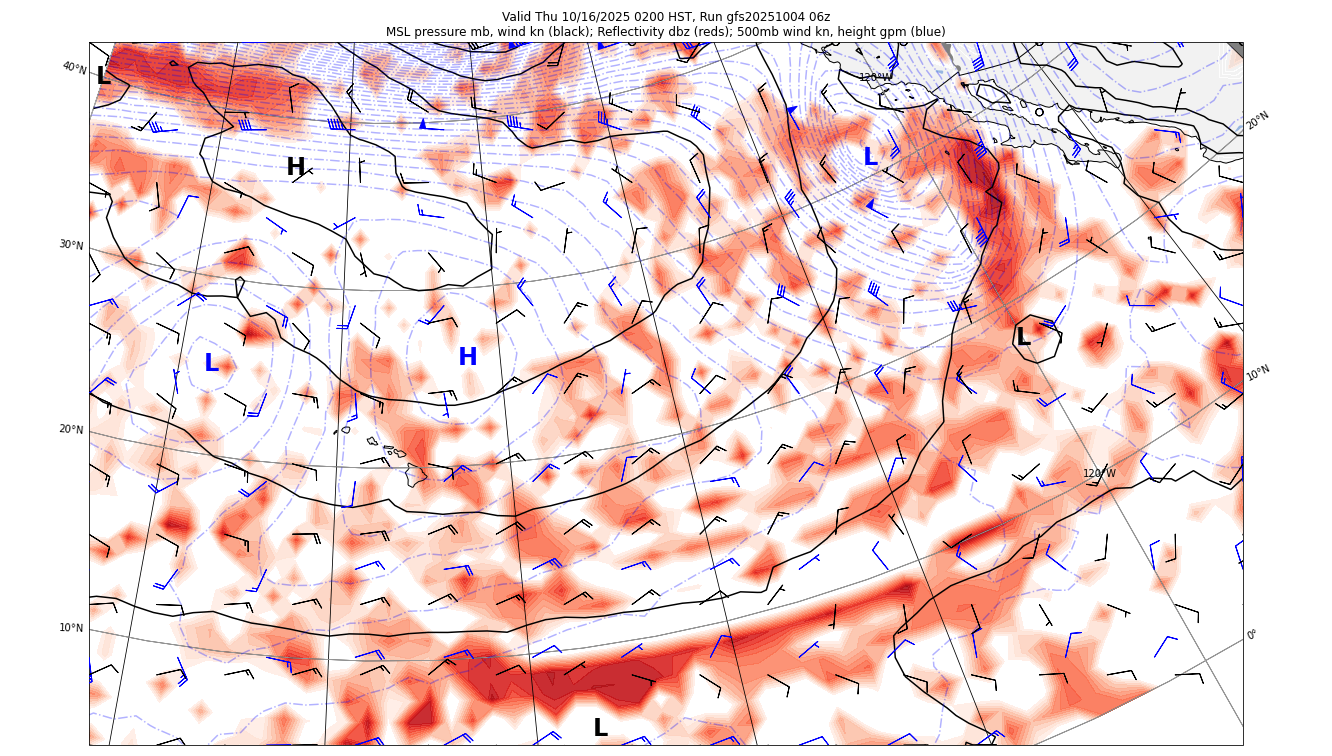 Valid Thu 10/16/2025 0200 HST, Run gfs20251004 06z
MSL pressure mb, wind kn (black); Reflectivity dbz (reds); 500mb wind kn, height gpm (blue)
40°N
L
120°W
20°N
H
L
30°N
L
H
L
10°N
20°N
120°W
10°N
0°
L